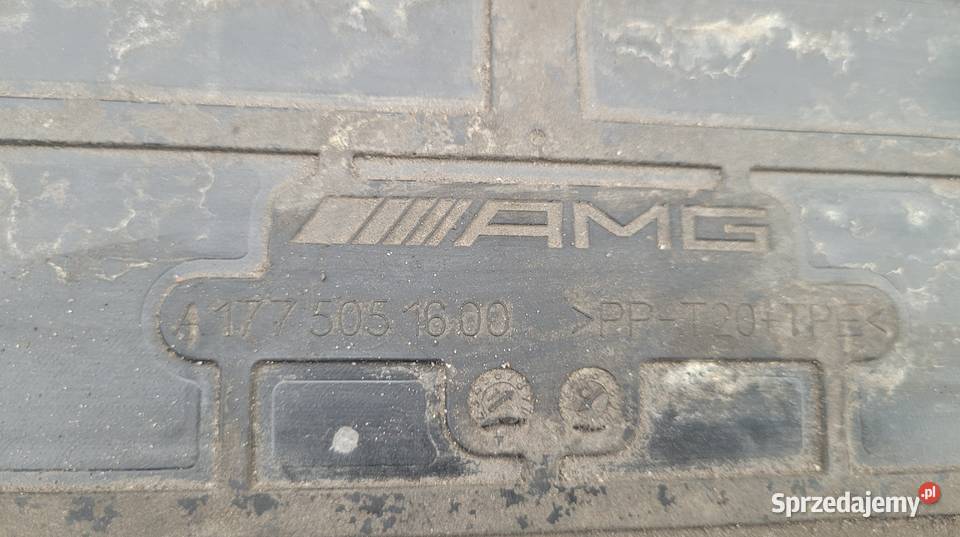 AMG
A 177 505 16 00 >PP-T20+TPE<
Sprzedajemy.pl